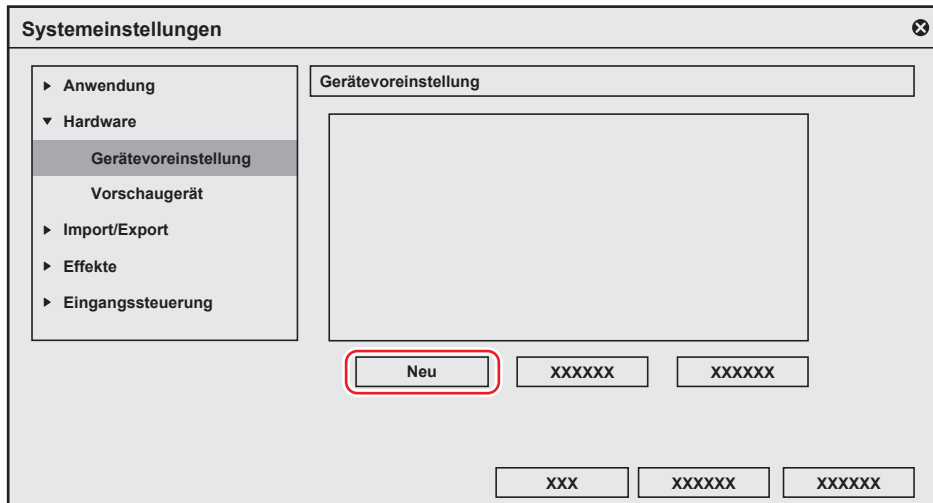 Systemeinstellungen
Anwendung
Hardware
Gerätevoreinstellung
Vorschaugerät
Import/Export
Effekte
Eingangssteuerung
Gerätevoreinstellung
Neu XXXXXX XXXXXX
XXX XXXXXX XXXXXX